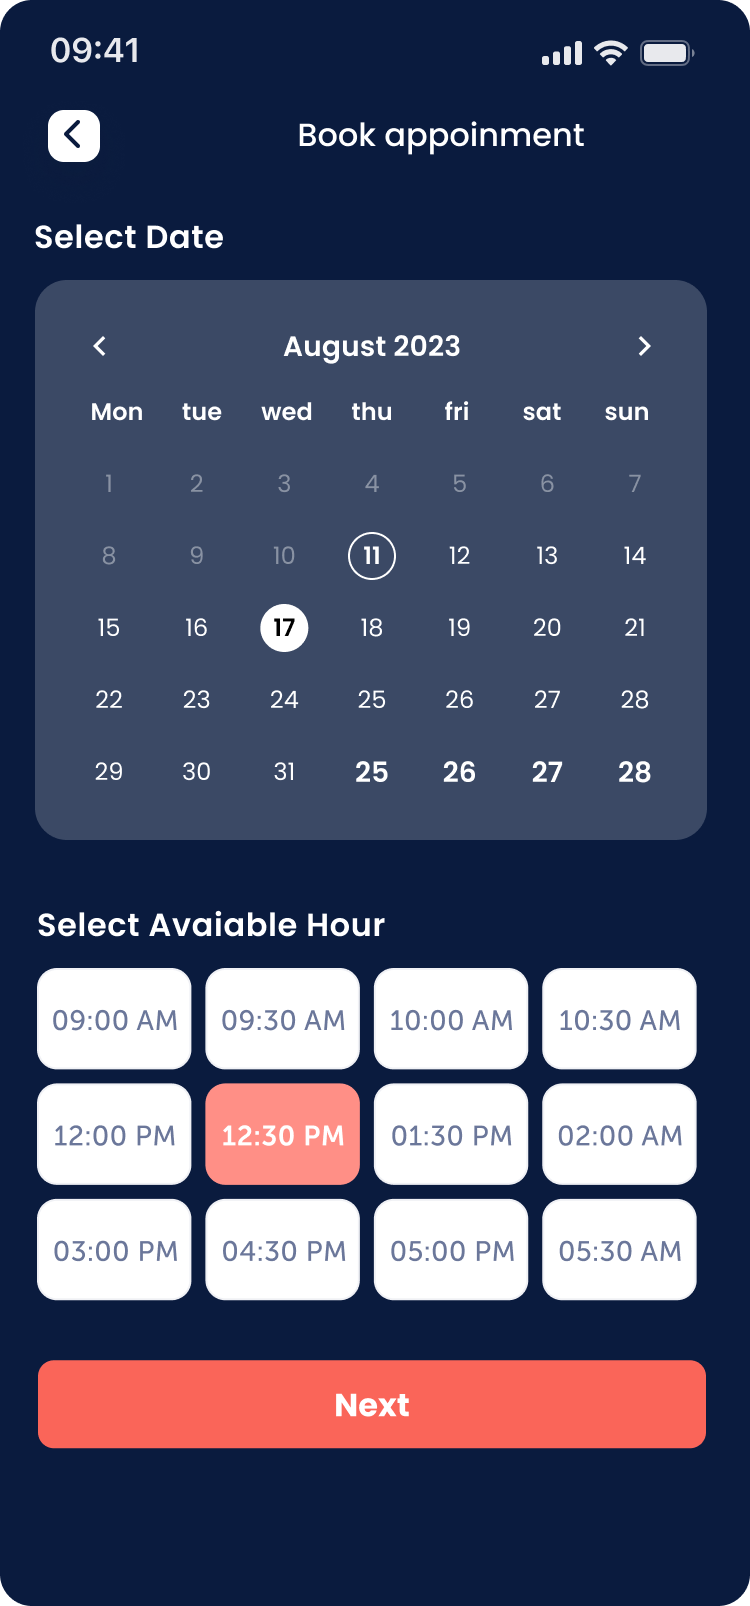 09:41
Book appoinment
Select Date
August 2023
Mon tue wed thu fri sat sun
1 2 3 4 5 6 7
8 9 10 11 12 13 14
15 16 17 18 19 20 21
22 23 24 25 26 27 28
29 30 31 25 26 27 28
Select Avaiable Hour
09:00 AM 09:30 AM 10:00 AM 10:30 AM
12:00 PM 12:30 PM 01:30 PM 02:00 AM
03:00 PM 04:30 PM 05:00 PM 05:30 AM
Next